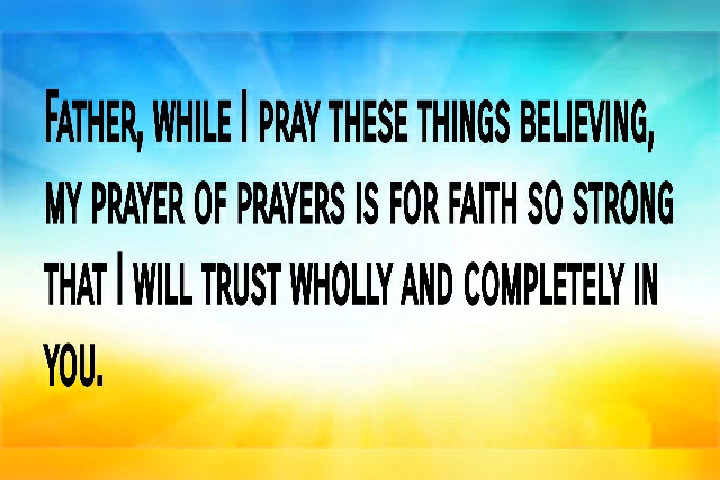 Father, while I pray these things believing,
my prayer of prayers is for faith so strong
that I will trust wholly and completely in
you.